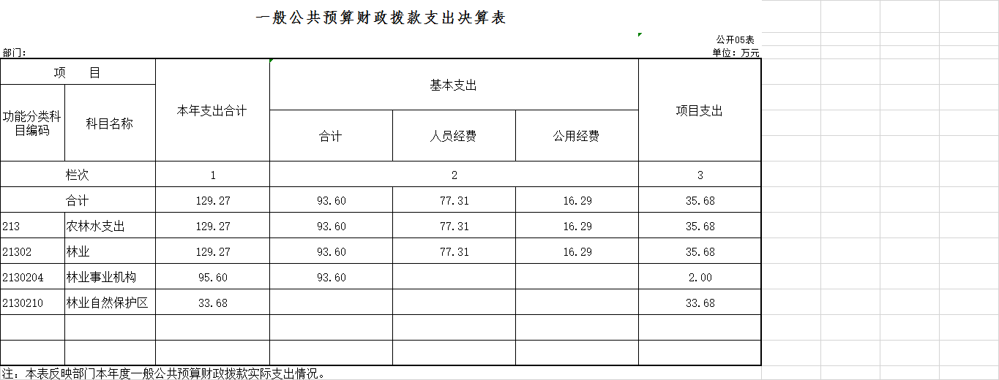 一般公共预算财政拨款支出决算表
公开05表
部门： 单位：万元
项 目 本年支出合计 基本支出 项目支出
功能分类科目编码 科目名称 合计 人员经费 公用经费
栏次 1 2 3
合计 129.27 93.60 77.31 16.29 35.68
213 农林水支出 129.27 93.60 77.31 16.29 35.68
21302 林业 129.27 93.60 77.31 16.29 35.68
2130204 林业事业机构 95.60 93.60 2.00
2130210 林业自然保护区 33.68 33.68
注：本表反映部门本年度一般公共预算财政拨款实际支出情况。